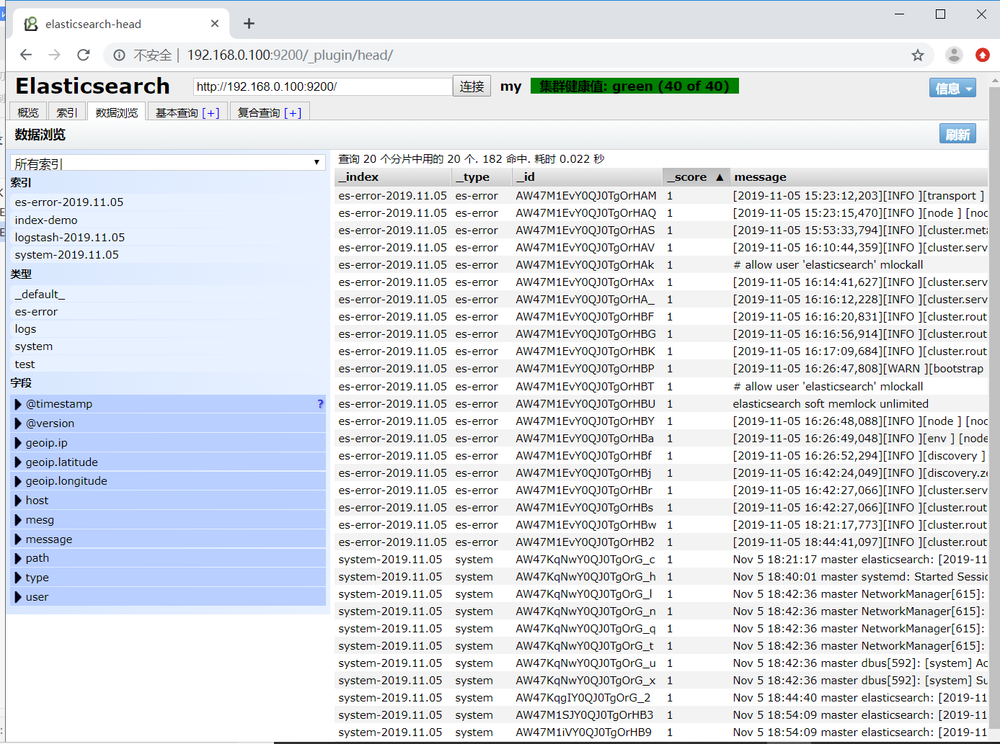 elasticsearch-head
不安全 | 192.168.0.100:9200/_plugin/head/
Elasticsearch http://192.168.0.100:9200/ 连接 my 集群健康值: green (40 of 40) 信息
概览 索引 数据浏览 基本查询 [+] 复合查询 [+]
数据浏览 刷新
所有索引
索引
es-error-2019.11.05
index-demo
logstash-2019.11.05
system-2019.11.05
类型
_default_
es-error
logs
system
test
字段
@timestamp ?
@version
geoip.ip
geoip.latitude
geoip.longitude
host
mesg
message
path
type
user
查询 20 个分片中用的 20 个. 182 命中. 耗时 0.022 秒
_index _type _id _score ▲ message
es-error-2019.11.05 es-error AW47M1EvY0QJ0TgOrHAM 1 [2019-11-05 15:23:12,203][INFO ][transport ]
es-error-2019.11.05 es-error AW47M1EvY0QJ0TgOrHAQ 1 [2019-11-05 15:23:15,470][INFO ][node ] [noc
es-error-2019.11.05 es-error AW47M1EvY0QJ0TgOrHAS 1 [2019-11-05 15:53:33,794][INFO ][cluster.meta
es-error-2019.11.05 es-error AW47M1EvY0QJ0TgOrHAV 1 [2019-11-05 16:10:44,359][INFO ][cluster.serv
es-error-2019.11.05 es-error AW47M1EvY0QJ0TgOrHAk 1 # allow user 'elasticsearch' mlockall
es-error-2019.11.05 es-error AW47M1EvY0QJ0TgOrHAx 1 [2019-11-05 16:14:41,627][INFO ][cluster.serv
es-error-2019.11.05 es-error AW47M1EvY0QJ0TgOrHA_ 1 [2019-11-05 16:16:12,228][INFO ][cluster.serv
es-error-2019.11.05 es-error AW47M1EvY0QJ0TgOrHBF 1 [2019-11-05 16:16:20,831][INFO ][cluster.rout
es-error-2019.11.05 es-error AW47M1EvY0QJ0TgOrHBG 1 [2019-11-05 16:16:56,914][INFO ][cluster.rout
es-error-2019.11.05 es-error AW47M1EvY0QJ0TgOrHBK 1 [2019-11-05 16:17:09,684][INFO ][cluster.rout
es-error-2019.11.05 es-error AW47M1EvY0QJ0TgOrHBP 1 [2019-11-05 16:26:47,808][WARN ][bootstrap
es-error-2019.11.05 es-error AW47M1EvY0QJ0TgOrHBT 1 # allow user 'elasticsearch' mlockall
es-error-2019.11.05 es-error AW47M1EvY0QJ0TgOrHBU 1 elasticsearch soft memlock unlimited
es-error-2019.11.05 es-error AW47M1EvY0QJ0TgOrHBY 1 [2019-11-05 16:26:48,088][INFO ][node ] [noc
es-error-2019.11.05 es-error AW47M1EvY0QJ0TgOrHBa 1 [2019-11-05 16:26:49,048][INFO ][env ] [node
es-error-2019.11.05 es-error AW47M1EvY0QJ0TgOrHBf 1 [2019-11-05 16:26:52,294][INFO ][discovery ]
es-error-2019.11.05 es-error AW47M1EvY0QJ0TgOrHBj 1 [2019-11-05 16:42:24,049][INFO ][discovery.ze
es-error-2019.11.05 es-error AW47M1EvY0QJ0TgOrHBr 1 [2019-11-05 16:42:27,066][INFO ][cluster.serv
es-error-2019.11.05 es-error AW47M1EvY0QJ0TgOrHBs 1 [2019-11-05 16:42:27,066][INFO ][cluster.rout
es-error-2019.11.05 es-error AW47M1EvY0QJ0TgOrHBw 1 [2019-11-05 18:21:17,773][INFO ][cluster.rout
es-error-2019.11.05 es-error AW47M1EvY0QJ0TgOrHB2 1 [2019-11-05 18:44:41,097][INFO ][cluster.rout
system-2019.11.05 system AW47KqNwY0QJ0TgOrG_c 1 Nov 5 18:21:17 master elasticsearch: [2019-11
system-2019.11.05 system AW47KqNwY0QJ0TgOrG_h 1 Nov 5 18:40:01 master systemd: Started Sessio
system-2019.11.05 system AW47KqNwY0QJ0TgOrG_l 1 Nov 5 18:42:36 master NetworkManager[615]:
system-2019.11.05 system AW47KqNwY0QJ0TgOrG_n 1 Nov 5 18:42:36 master NetworkManager[615]:
system-2019.11.05 system AW47KqNwY0QJ0TgOrG_q 1 Nov 5 18:42:36 master NetworkManager[615]:
system-2019.11.05 system AW47KqNwY0QJ0TgOrG_t 1 Nov 5 18:42:36 master NetworkManager[615]:
system-2019.11.05 system AW47KqNwY0QJ0TgOrG_u 1 Nov 5 18:42:36 master dbus[592]: [system] Ac
system-2019.11.05 system AW47KqNwY0QJ0TgOrG_x 1 Nov 5 18:42:36 master dbus[592]: [system] Su
system-2019.11.05 system AW47KqgIY0QJ0TgOrG_2 1 Nov 5 18:44:40 master elasticsearch: [2019-11
system-2019.11.05 system AW47M1SJY0QJ0TgOrHB3 1 Nov 5 18:54:09 master elasticsearch: [2019-11
system-2019.11.05 system AW47M1iVY0QJ0TgOrHB9 1 Nov 5 18:54:09 master elasticsearch: [2019-11